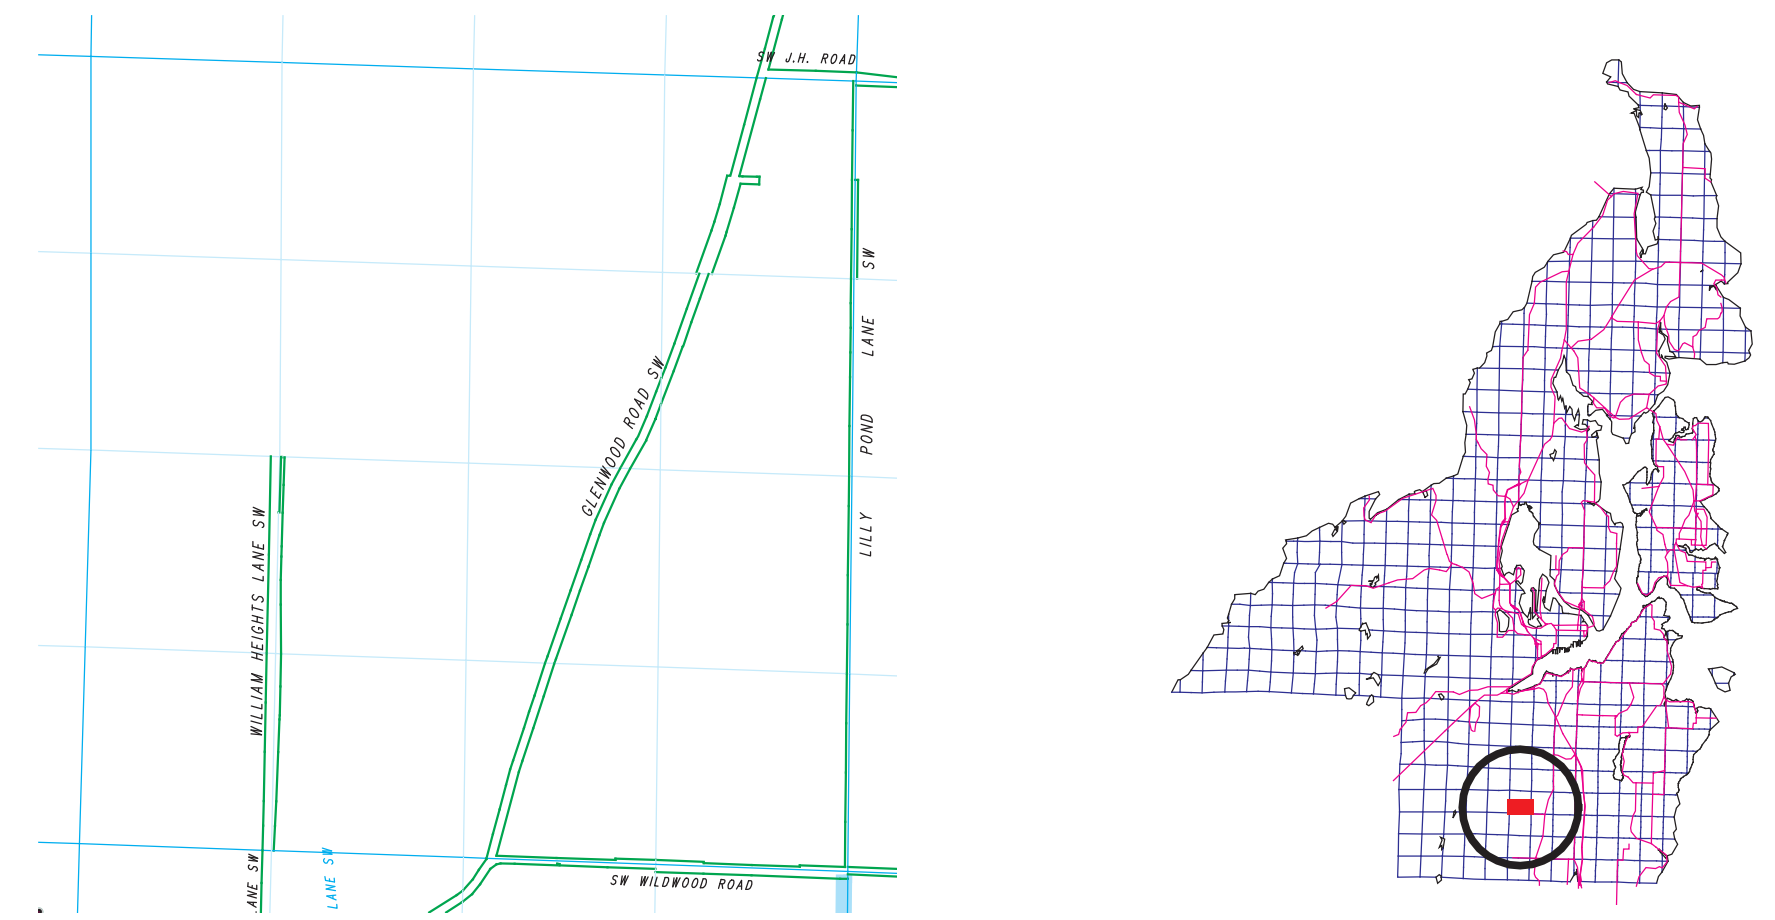 SW J.H. ROAD
LILLY POND LANE SW
GLENWOOD ROAD SW
WILLIAM HEIGHTS LANE SW
LANE SW
LANE SW
SW WILDWOOD ROAD